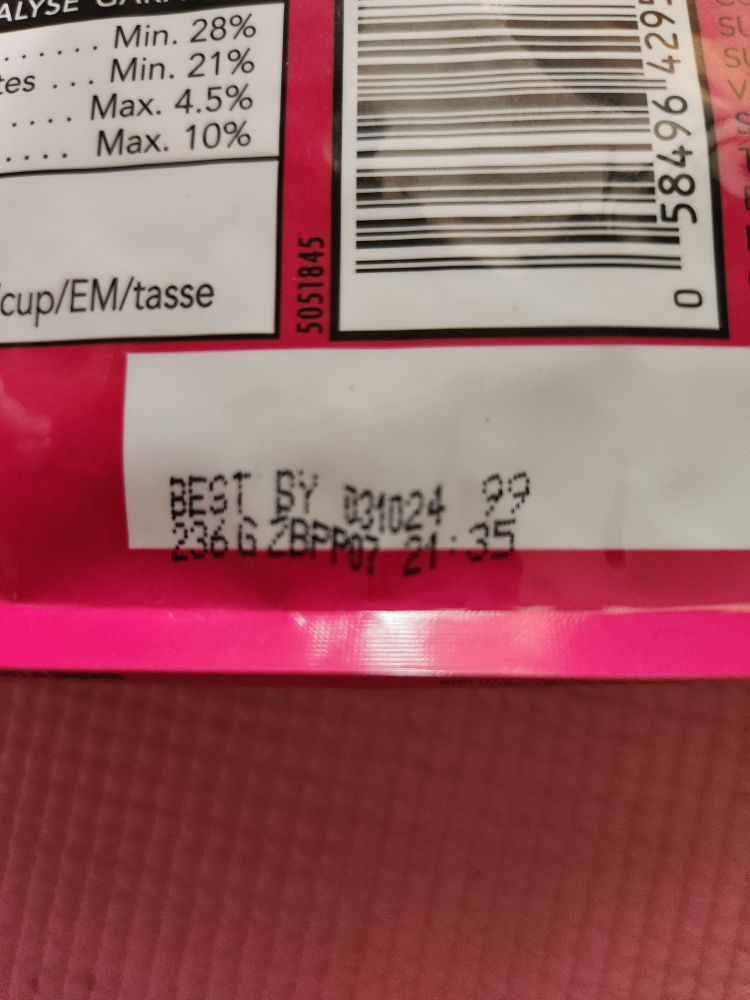 ALYSE
Min. 28%
tes ... Min. 21%
.... Max. 4.5%
.... Max. 10%
/cup/EM/tasse
5051845
0 58496 429
BEST BY 031024 99
236G ZBPP07 21:35